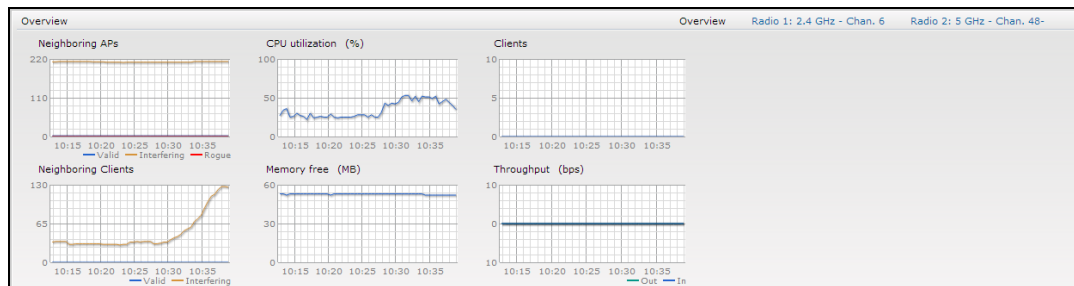 Overview Overview Radio 1: 2.4 GHz - Chan. 6 Radio 2: 5 GHz - Chan. 48-
Neighboring APs
220
110
0
10:15 10:20 10:25 10:30 10:35
Valid Interfering Rogue
CPU utilization (%)
100
50
0
10:15 10:20 10:25 10:30 10:35
Clients
10
5
0
10:15 10:20 10:25 10:30 10:35
Neighboring Clients
130
65
0
10:15 10:20 10:25 10:30 10:35
Valid Interfering
Memory free (MB)
60
30
0
10:15 10:20 10:25 10:30 10:35
Throughput (bps)
10
0
10
10:15 10:20 10:25 10:30 10:35
Out In